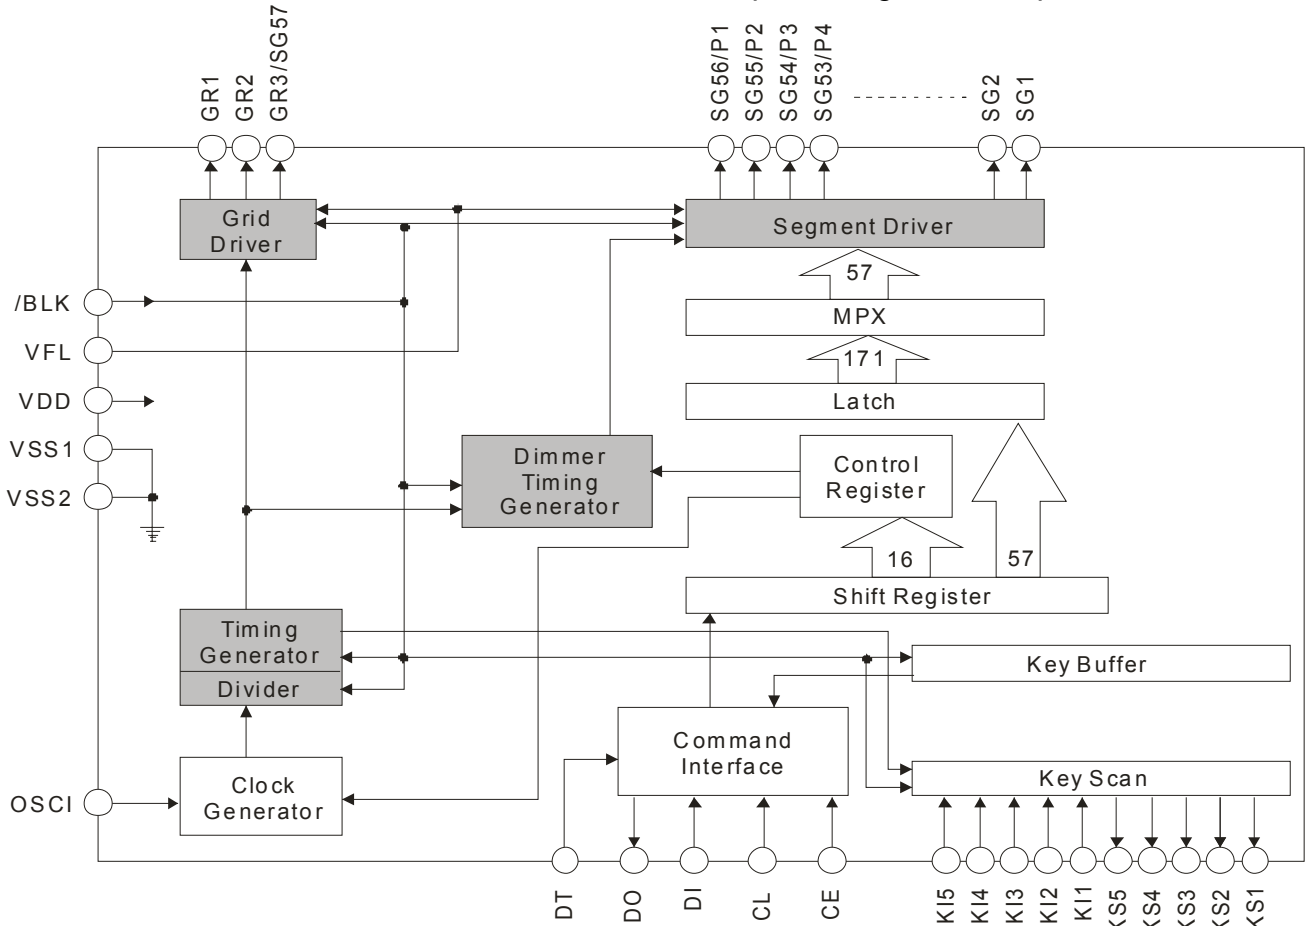 GR1
GR2
GR3/SG57
SG56/P1
SG55/P2
SG54/P3
SG53/P4
SG2
SG1
Grid
Driver
Segment Driver
57
/BLK
MPX
VFL
171
VDD
Latch
VSS1
VSS2
Dimmer
Timing
Generator
Control
Register
16
57
Shift Register
Timing
Generator
Divider
Key Buffer
Command
Interface
Key Scan
OSCI
Clock
Generator
DT
DO
DI
CL
CE
KI5
KI4
KI3
KI2
KI1
KS5
KS4
KS3
KS2
KS1